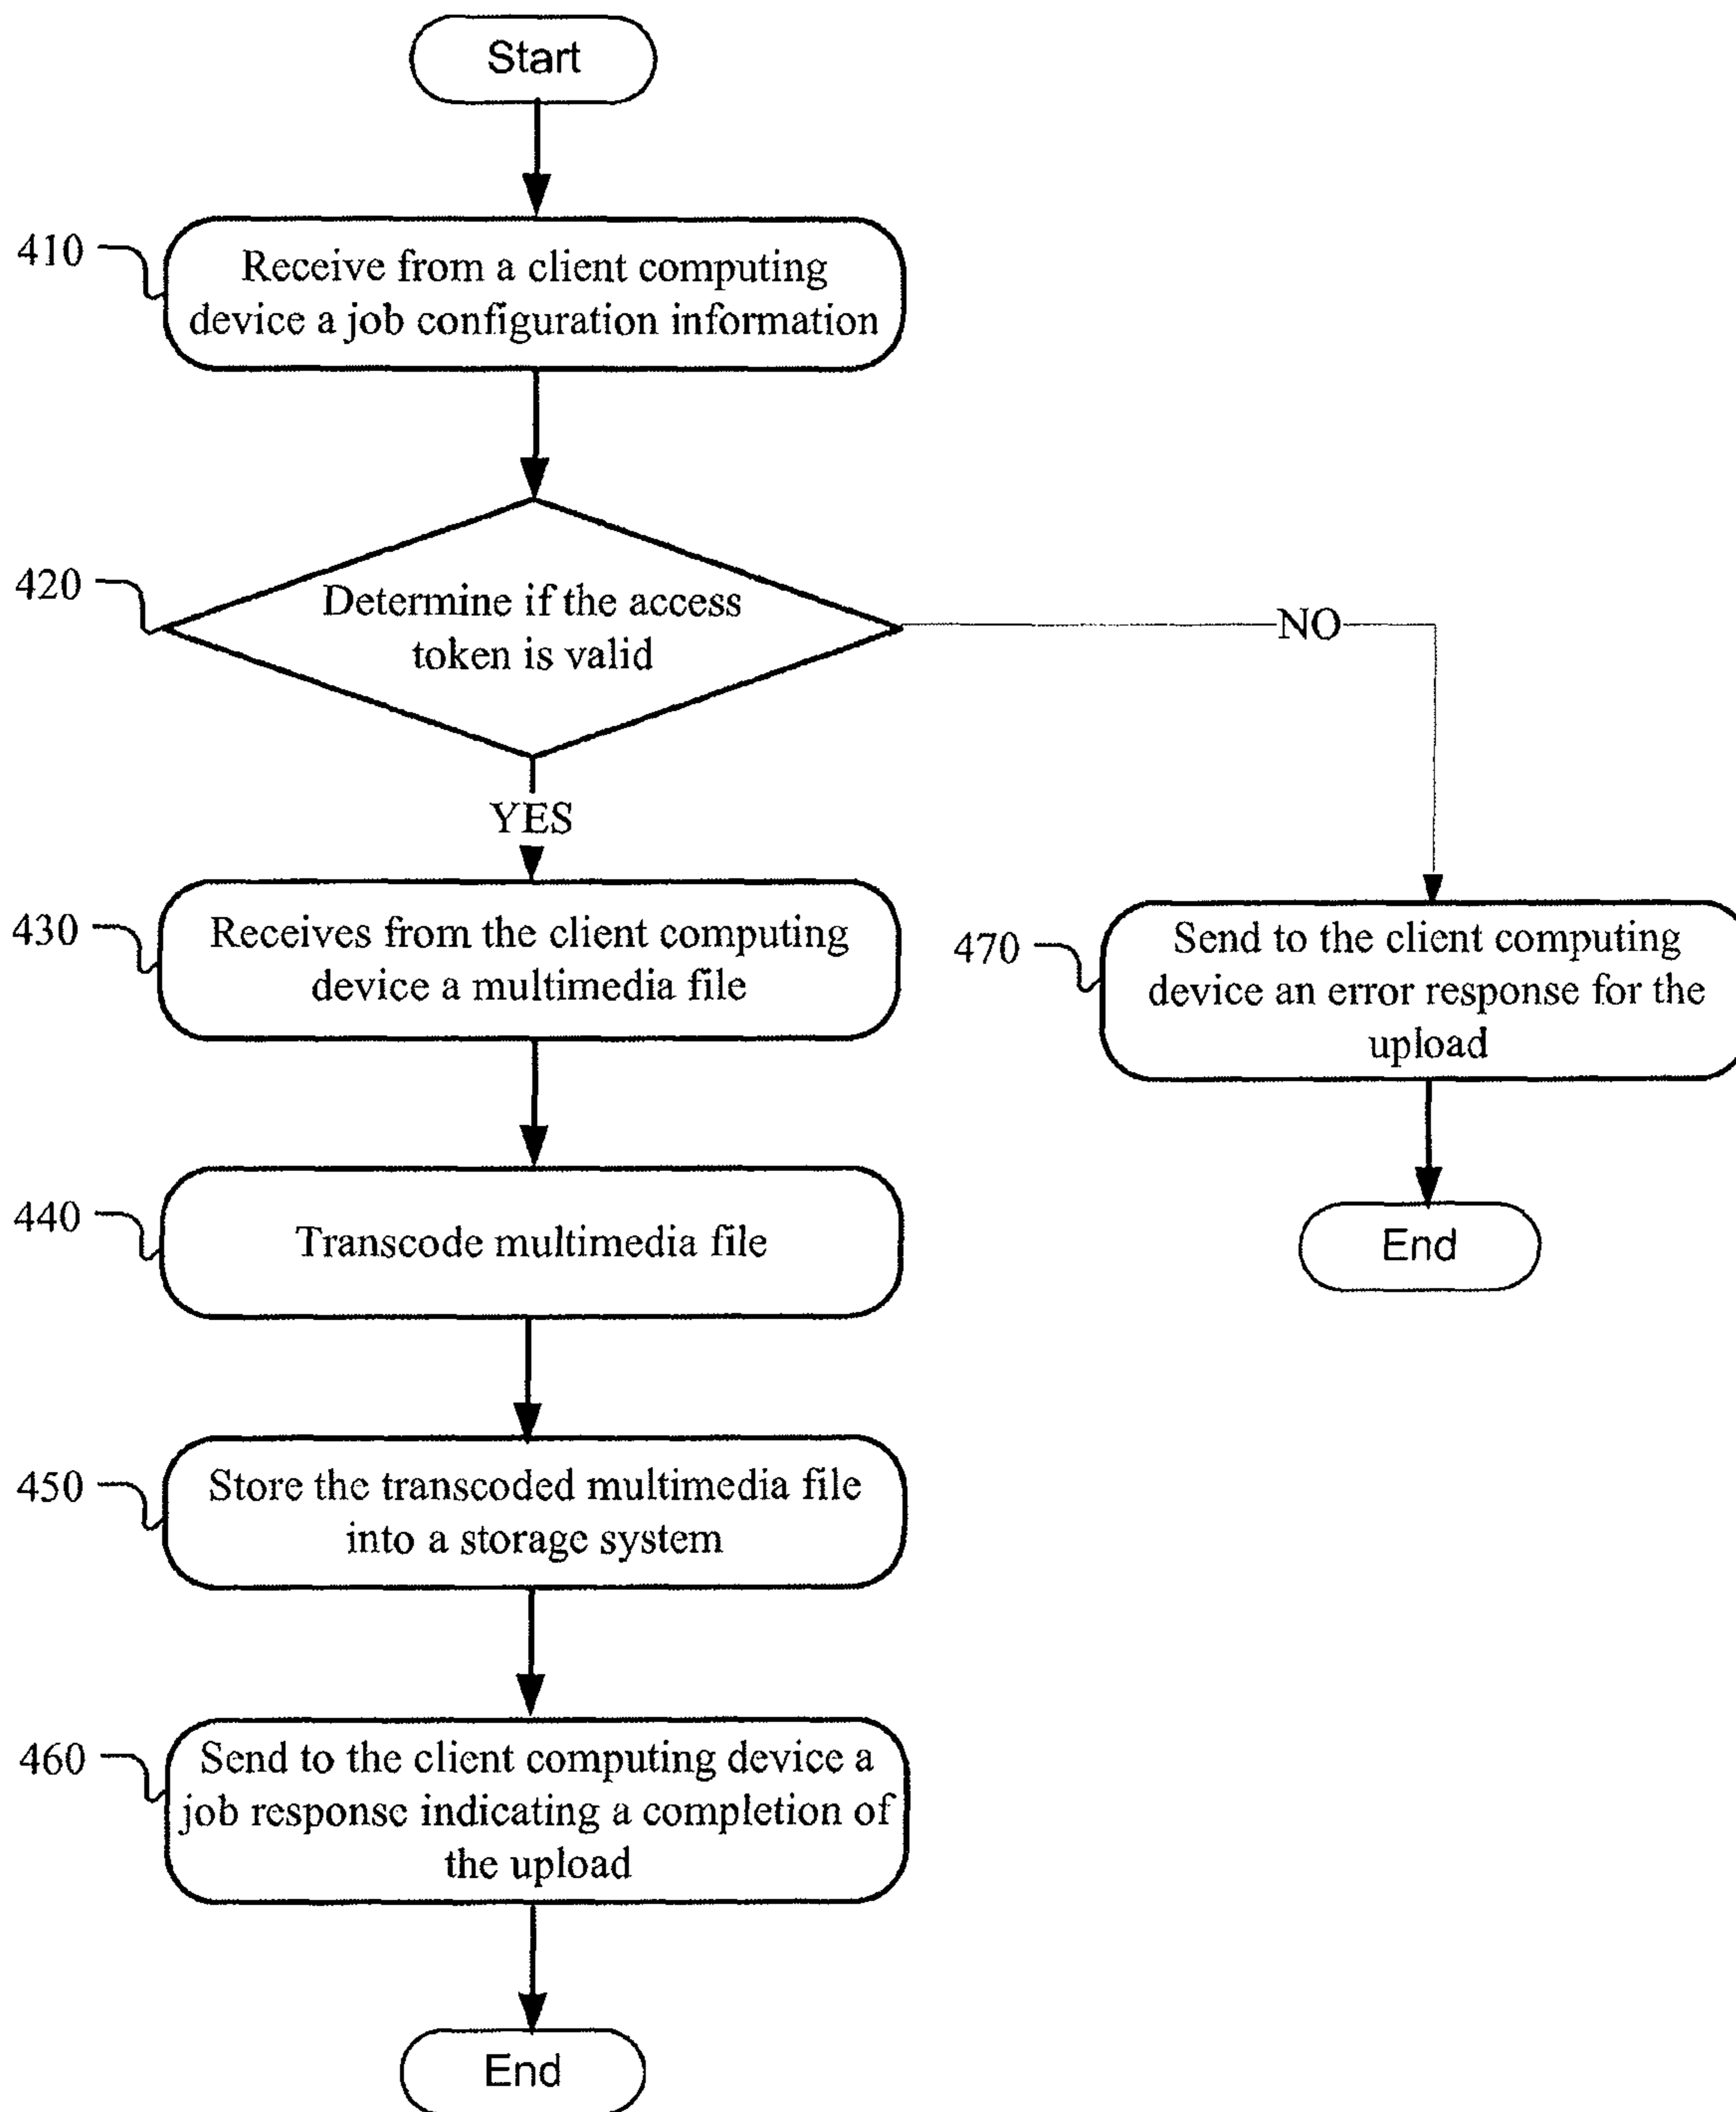 Start
410
Receive from a client computing
device a job configuration information
420
Determine if the access
token is valid
NO
YES
430
Receives from the client computing
device a multimedia file
470
Send to the client computing
device an error response for the
upload
440
Transcode multimedia file
End
450
Store the transcoded multimedia file
into a storage system
460
Send to the client computing device a
job response indicating a completion of
the upload
End